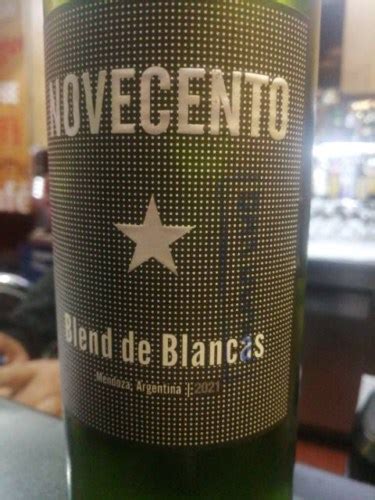 NOVECENTO
Blend de Blancas
Mendoza, Argentina | 2021